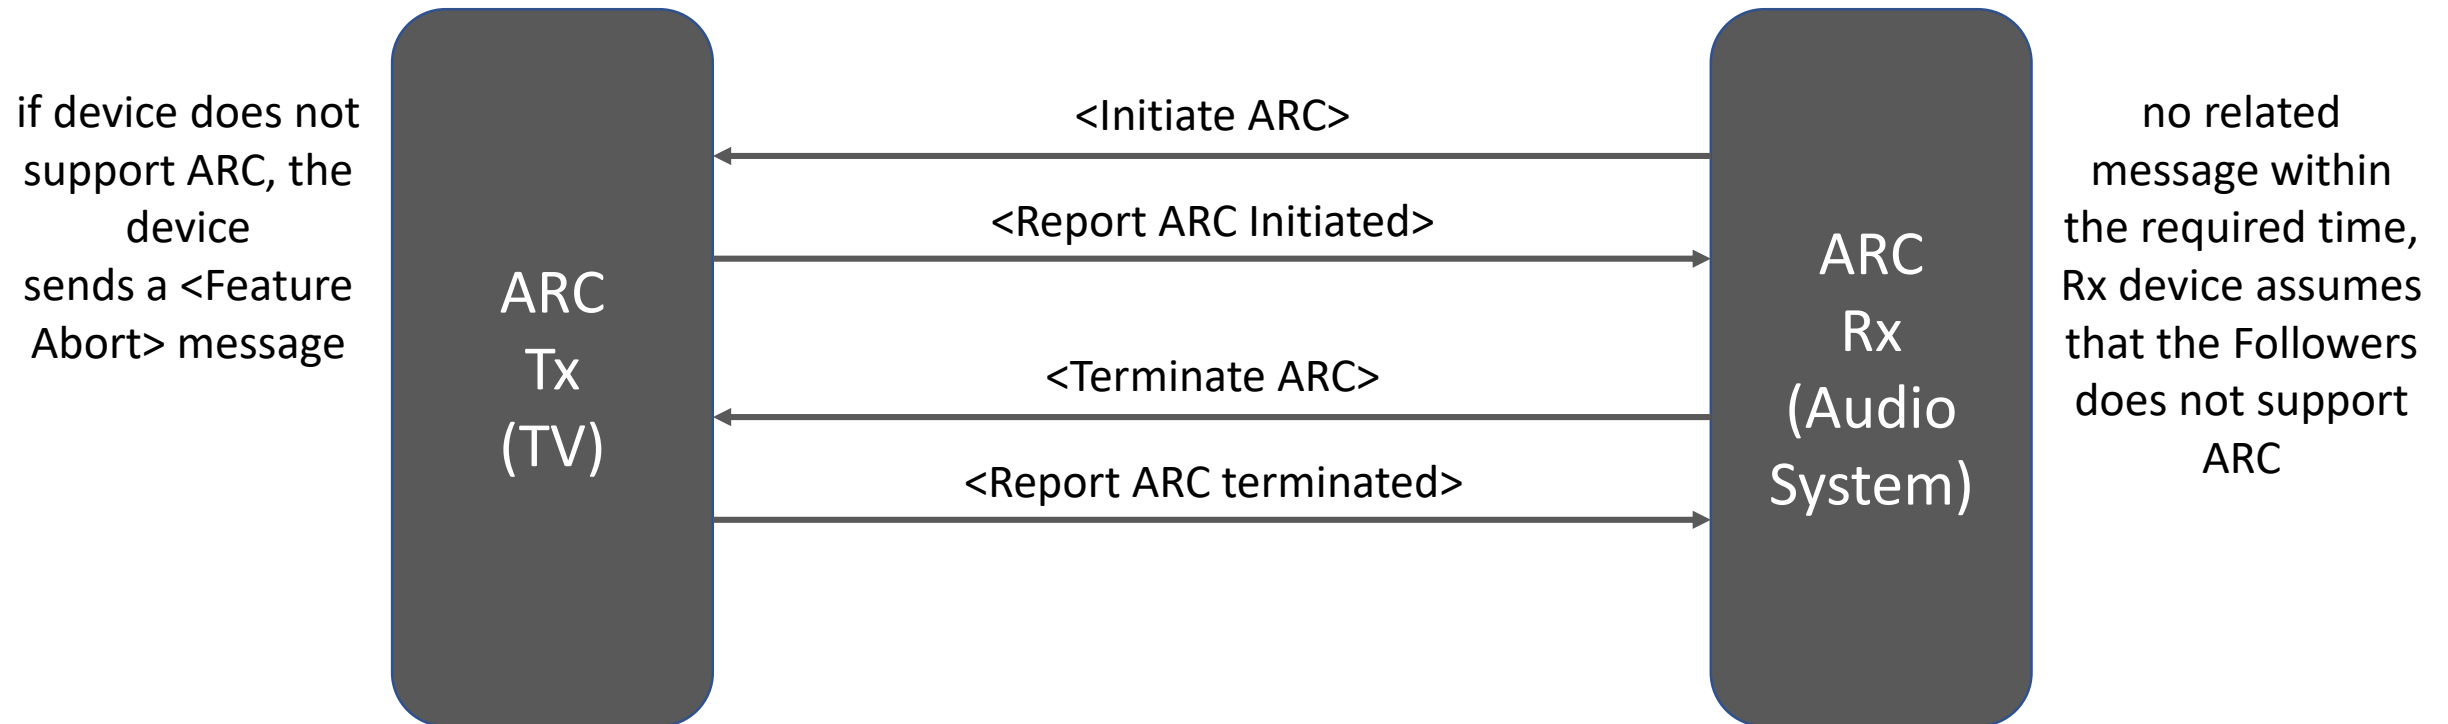 if device does not
support ARC, the
device
sends a <Feature
Abort> message
ARC
Tx
(TV)
<Initiate ARC>
<Report ARC Initiated>
<Terminate ARC>
<Report ARC terminated>
ARC
Rx
(Audio
System)
no related
message within
the required time,
Rx device assumes
that the Followers
does not support
ARC